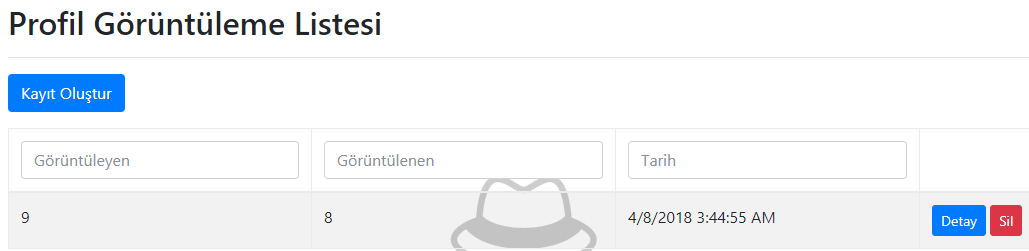 Profil Görüntüleme Listesi
Kayıt Oluştur
Görüntüleyen Görüntülenen Tarih
9 8 4/8/2018 3:44:55 AM Detay Sil